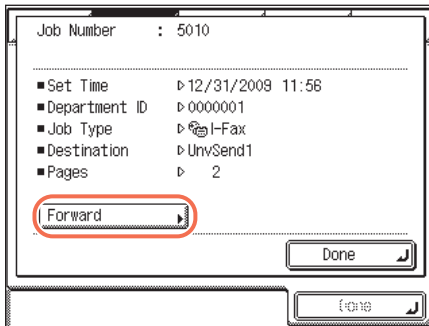 Job Number : 5010
■Set Time ▷12/31/2009 11:56
■Department ID ▷0000001
■Job Type ▷I-Fax
■Destination ▷UnvSend1
■Pages ▷ 2
Forward
Done
Done